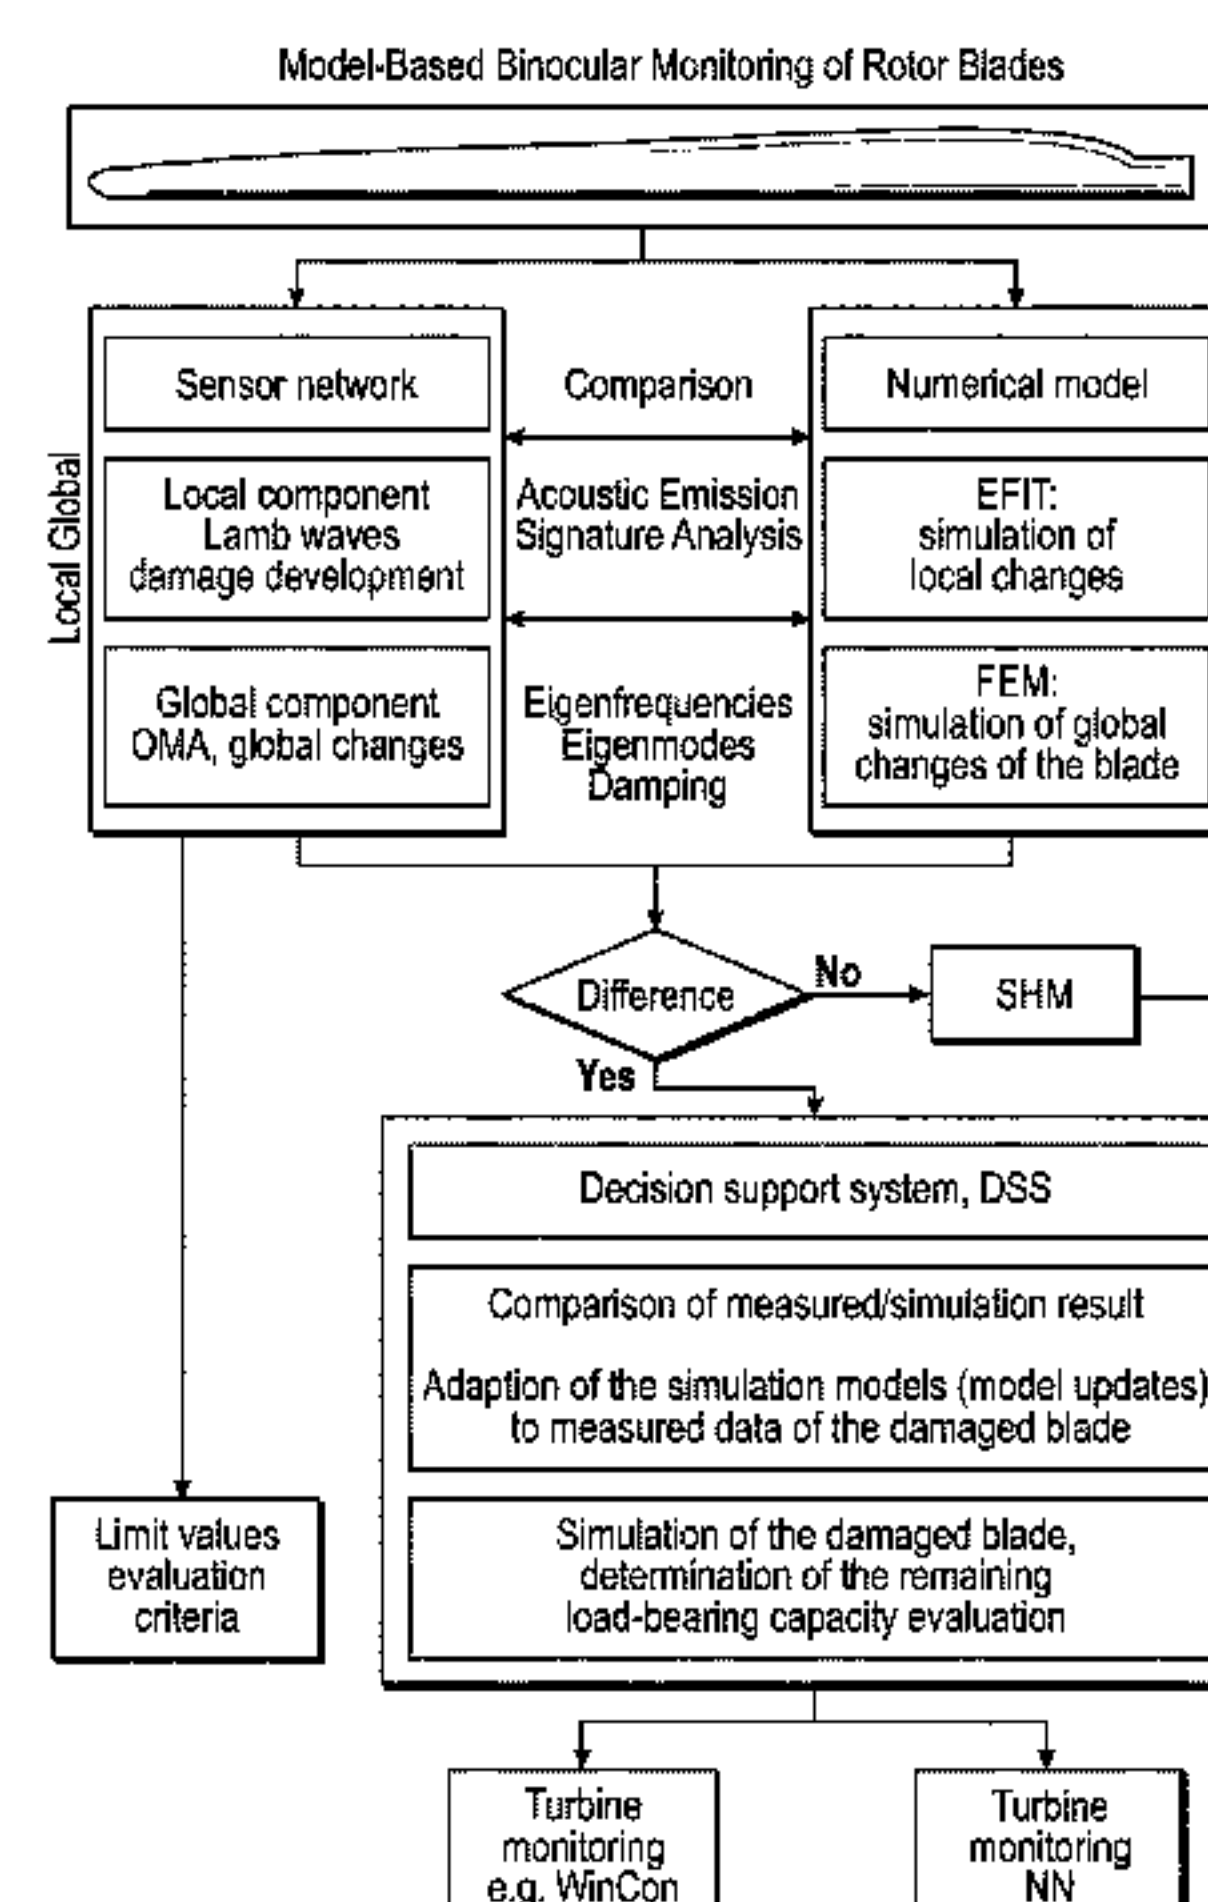 Model-Based Binocular Monitoring of Rotor Blades
Local Global
Sensor network
Local component
Lamb waves
damage development
Global component
OMA, global changes
Comparison
Acoustic Emission
Signature Analysis
Eigenfrequencies
Eigenmodes
Damping
Numerical model
EFIT:
simulation of
local changes
FEM:
simulation of global
changes of the blade
Difference
No
SHM
Yes
Decision support system, DSS
Comparison of measured/simulation result
Adaption of the simulation models (model updates)
to measured data of the damaged blade
Simulation of the damaged blade,
determination of the remaining
load-bearing capacity evaluation
Limit values
evaluation
criteria
Turbine
monitoring
e.g. WinCon
Turbine
monitoring
NN